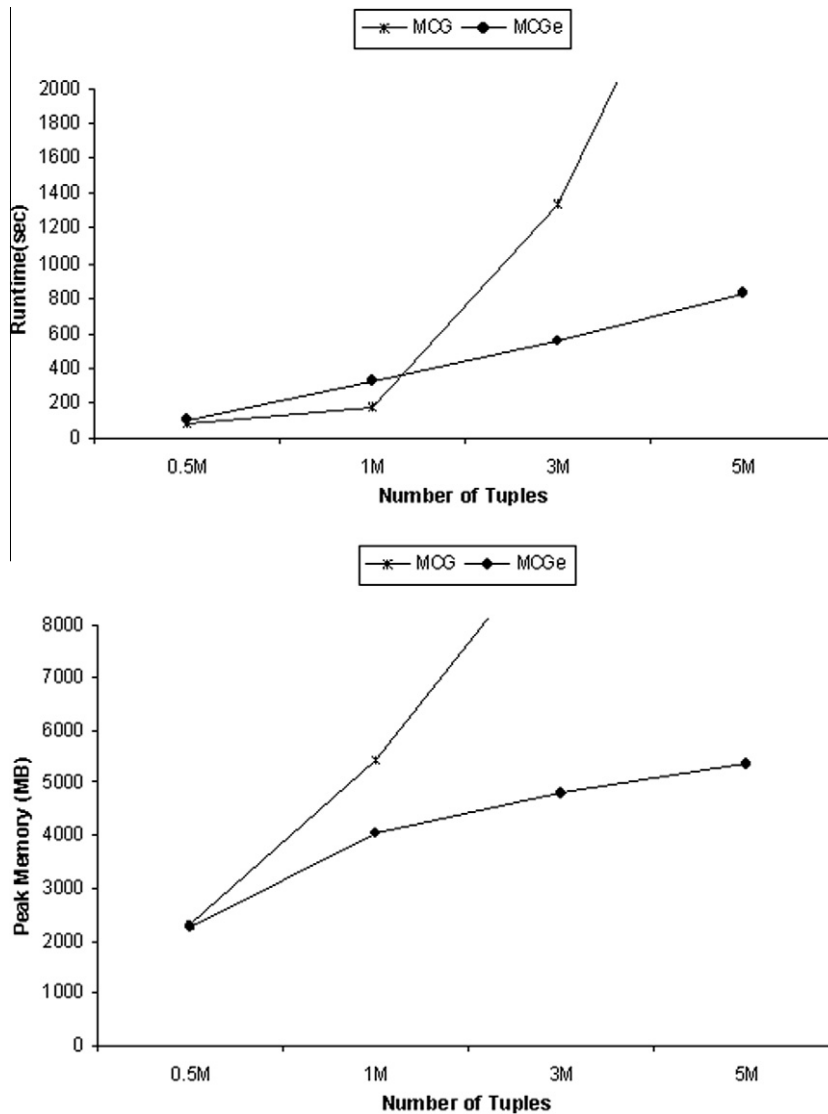 MCG MCGe
2000
1800
1600
1400
1200
1000
800
600
400
200
0
Runtime(sec)
0.5M 1M 3M 5M
Number of Tuples
MCG MCGe
8000
7000
6000
5000
4000
3000
2000
1000
0
Peak Memory (MB)
0.5M 1M 3M 5M
Number of Tuples